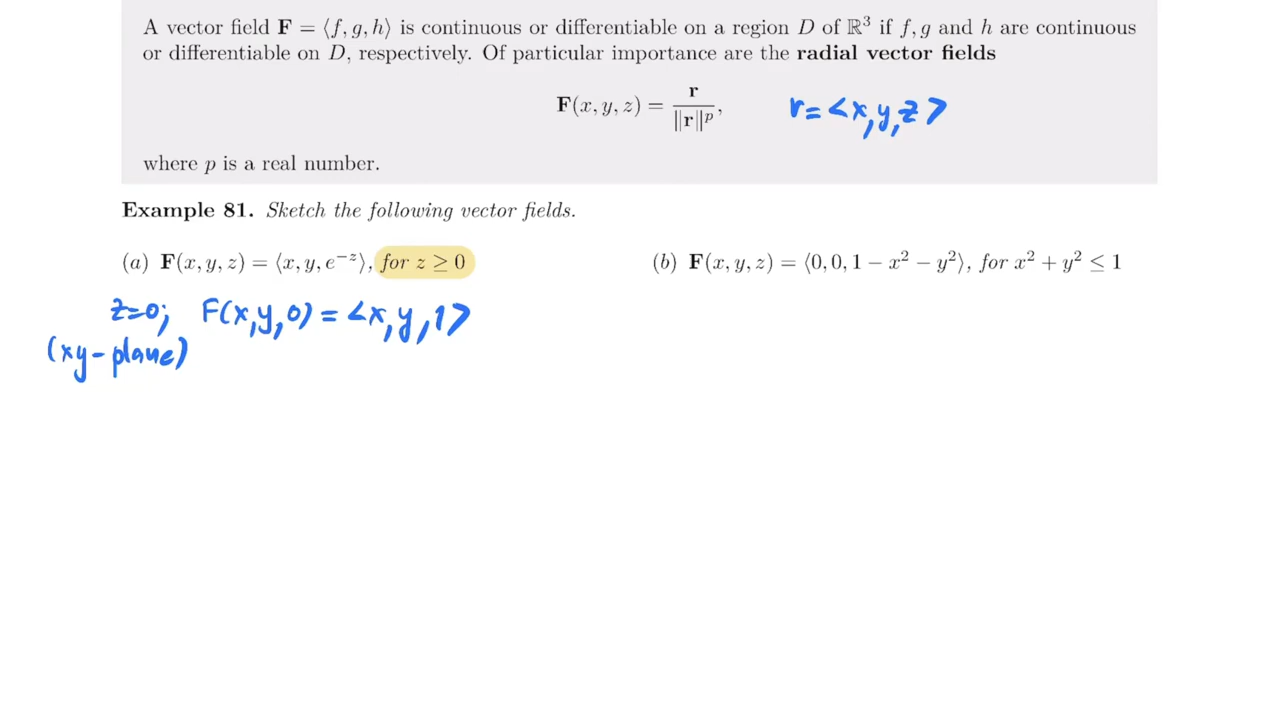 A vector field F = ⟨f, g, h⟩ is continuous or differentiable on a region D of ℝ³ if f, g and h are continuous
or differentiable on D, respectively. Of particular importance are the radial vector fields
F(x, y, z) = r / ‖r‖ᵖ, r = <x, y, z>
where p is a real number.
Example 81. Sketch the following vector fields.
(a) F(x, y, z) = ⟨x, y, e⁻ᶻ⟩, for z ≥ 0 (b) F(x, y, z) = ⟨0, 0, 1 − x² − y²⟩, for x² + y² ≤ 1
z=0; F(x,y,0) = <x, y, 1>
(xy-plane)